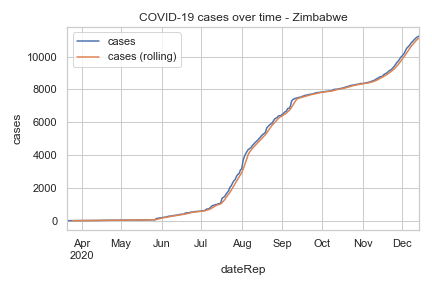 COVID-19 cases over time - Zimbabwe
cases
cases (rolling)
10000
8000
6000
4000
2000
0
cases
Apr May Jun Jul Aug Sep Oct Nov Dec
2020
dateRep